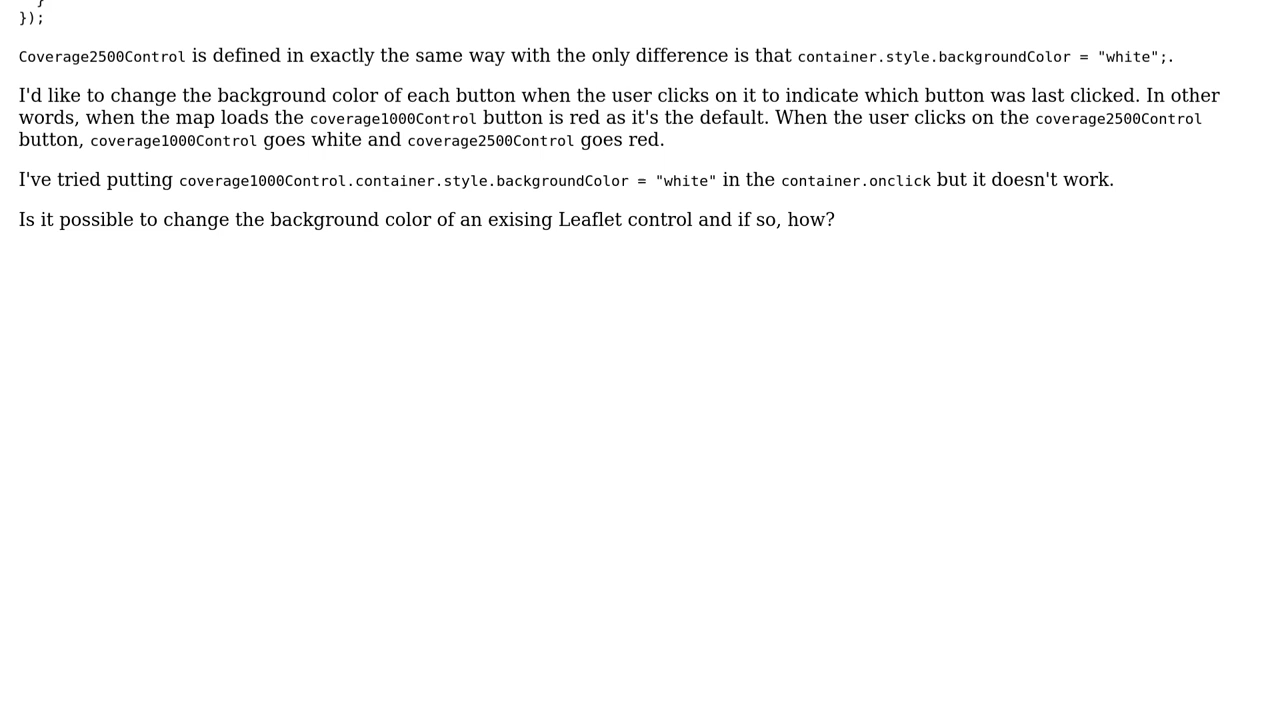 }
});
Coverage2500Control is defined in exactly the same way with the only difference is that container.style.backgroundColor = "white";.
I'd like to change the background color of each button when the user clicks on it to indicate which button was last clicked. In other
words, when the map loads the coverage1000Control button is red as it's the default. When the user clicks on the coverage2500Control
button, coverage1000Control goes white and coverage2500Control goes red.
I've tried putting coverage1000Control.container.style.backgroundColor = "white" in the container.onclick but it doesn't work.
Is it possible to change the background color of an exising Leaflet control and if so, how?